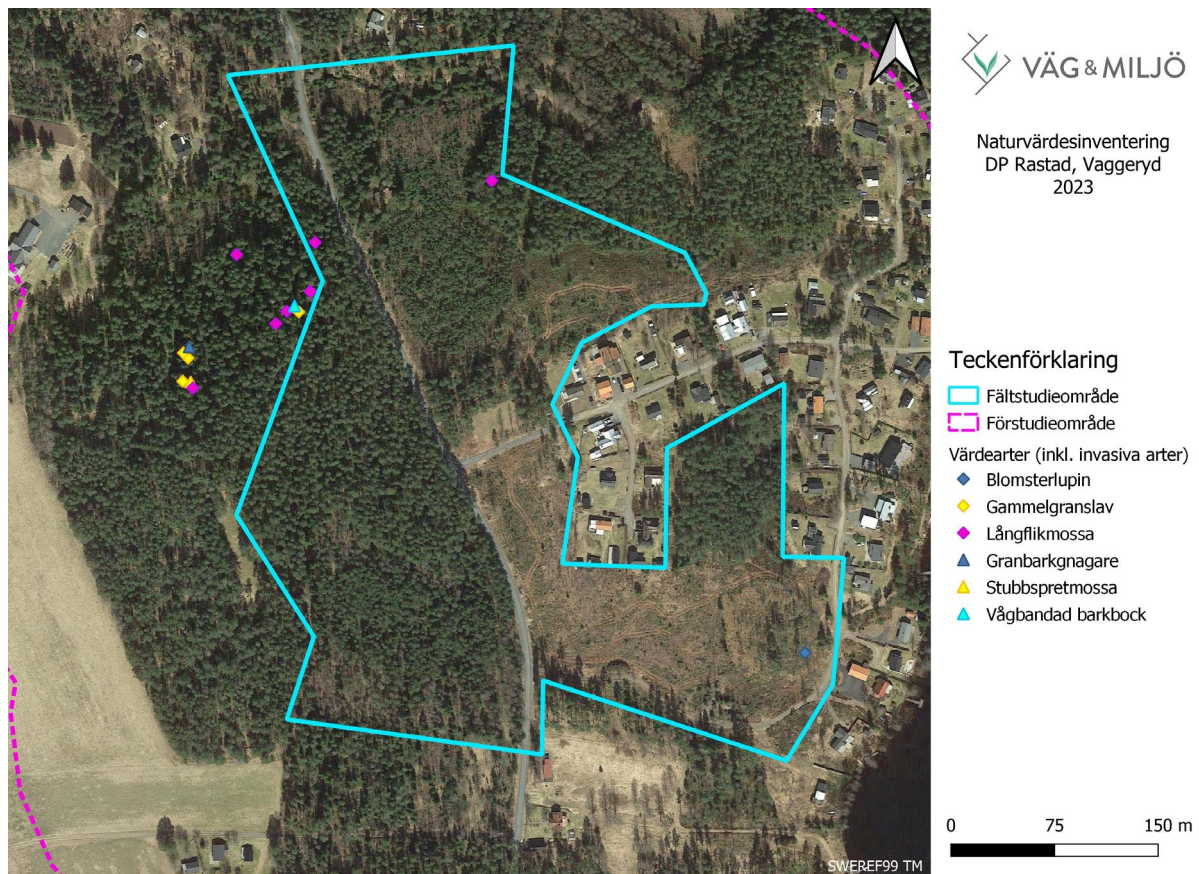 VÄG & MILJÖ
Naturvärdesinventering
DP Rastad, Vaggeryd
2023
Teckenförklaring
Fältstudieområde
Förstudieområde
Värdearter (inkl. invasiva arter)
Blomsterlupin
Gammelgranslav
Långflikmossa
Granbarkgnagare
Stubbspretmossa
Vågbandad barkbock
0 75 150 m
SWEREF99 TM